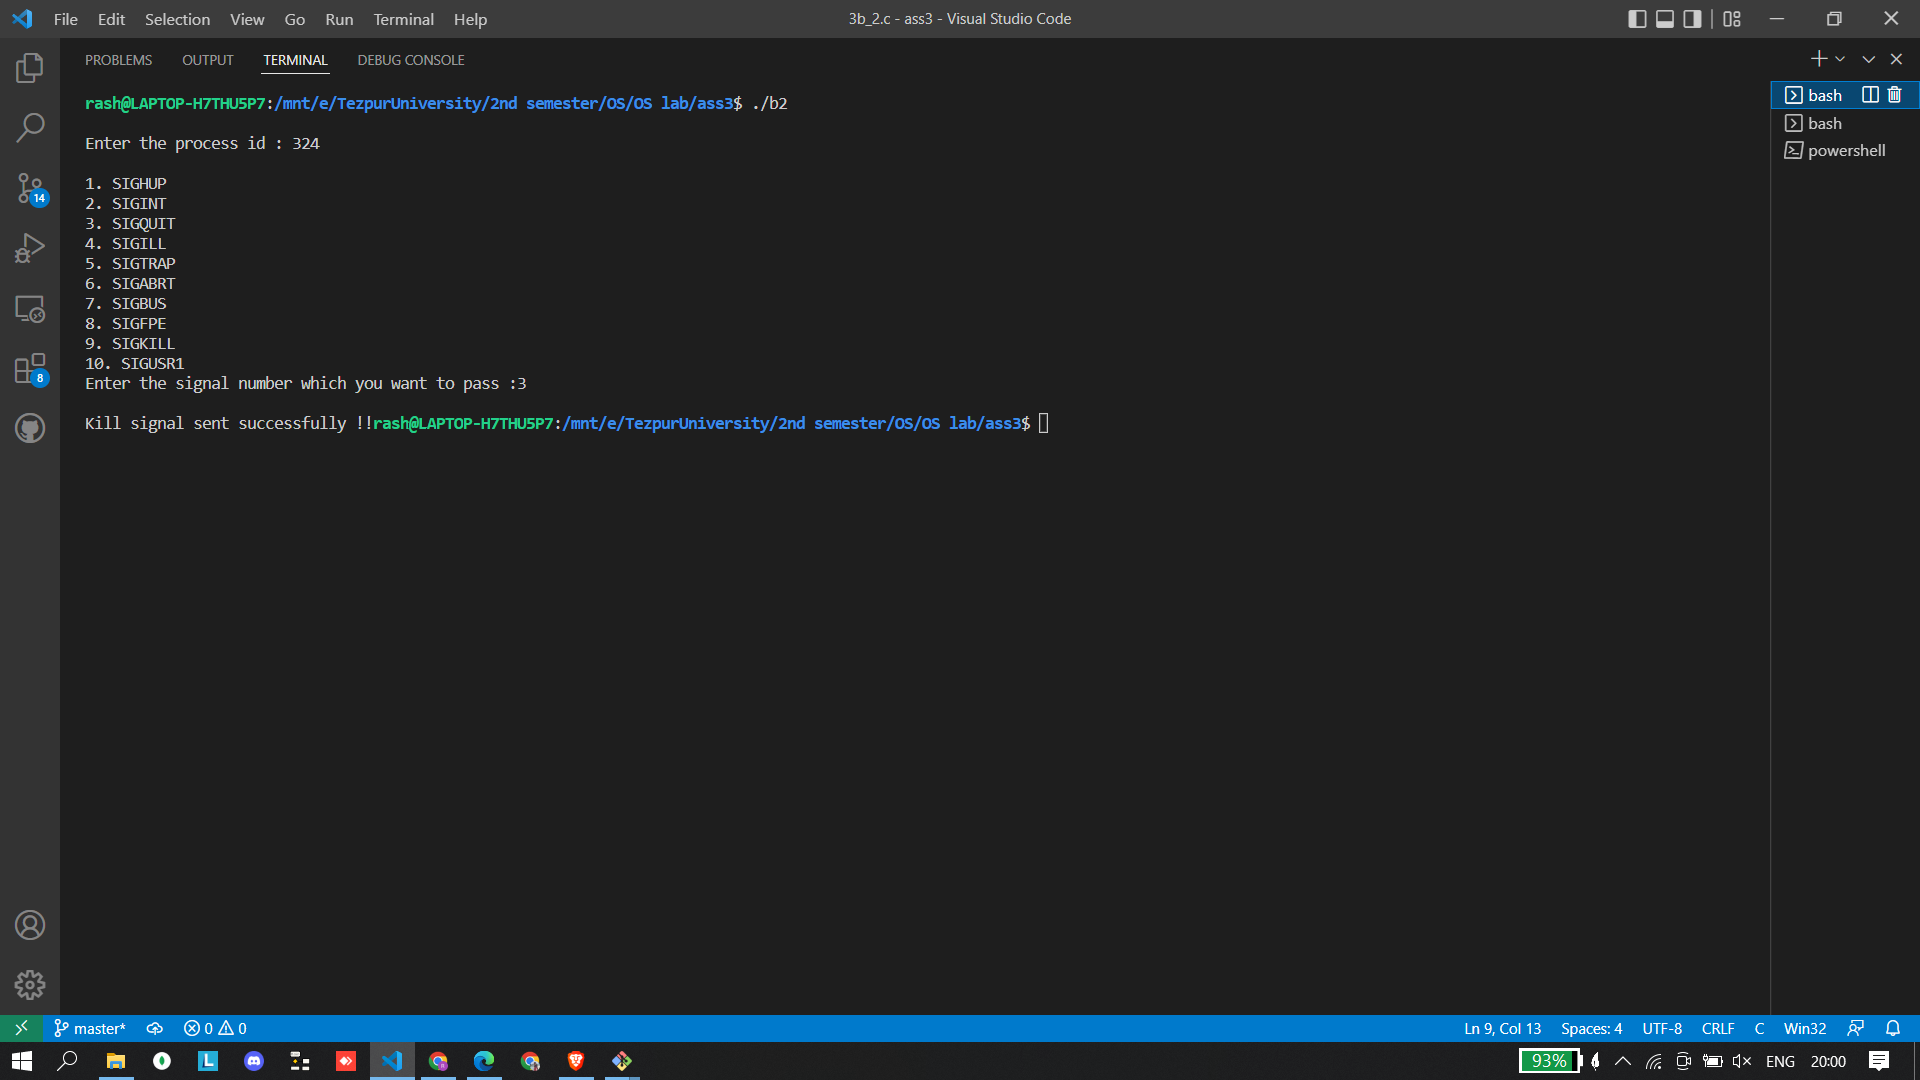 File Edit Selection View Go Run Terminal Help 3b_2.c - ass3 - Visual Studio Code
PROBLEMS OUTPUT TERMINAL DEBUG CONSOLE
rash@LAPTOP-H7THU5P7:/mnt/e/TezpurUniversity/2nd semester/OS/OS lab/ass3$ ./b2
Enter the process id : 324
1. SIGHUP
2. SIGINT
3. SIGQUIT
4. SIGILL
5. SIGTRAP
6. SIGABRT
7. SIGBUS
8. SIGFPE
9. SIGKILL
10. SIGUSR1
Enter the signal number which you want to pass :3
Kill signal sent successfully !!rash@LAPTOP-H7THU5P7:/mnt/e/TezpurUniversity/2nd semester/OS/OS lab/ass3$
bash
bash
powershell
14
8
master* 0 0 Ln 9, Col 13 Spaces: 4 UTF-8 CRLF C Win32
L 93% ENG 20:00